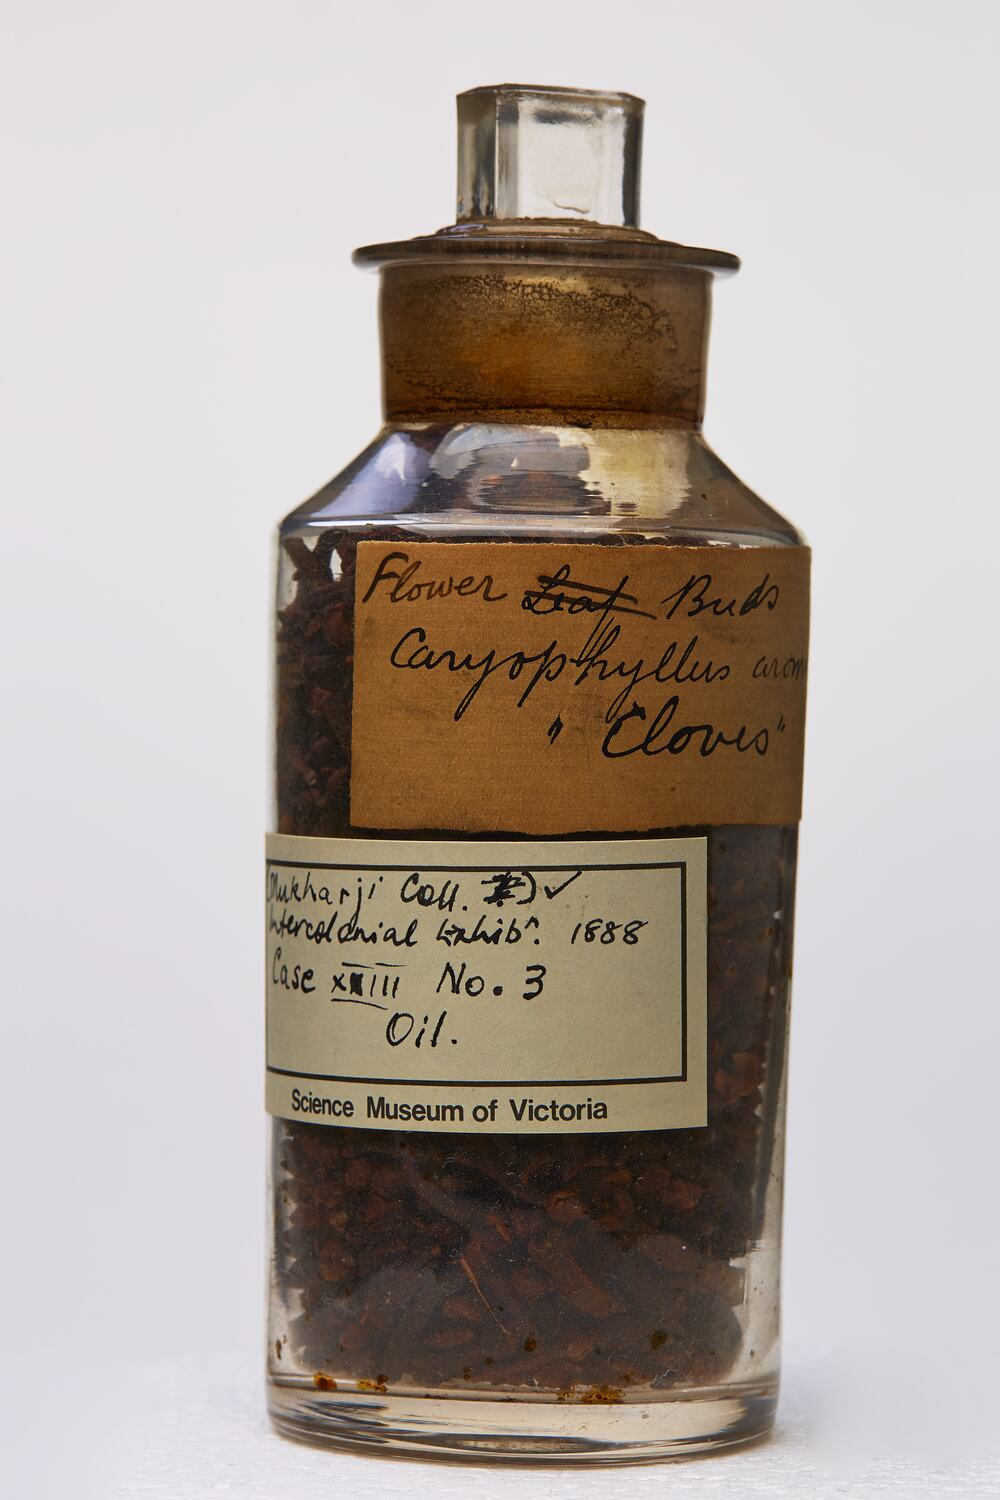 Flower Leaf Buds
Caryophyllus arom
" Cloves"
(Mukharji Coll. )✓
Intercolonial Exhibn. 1888
Case No. 3
Oil.
Science Museum of Victoria